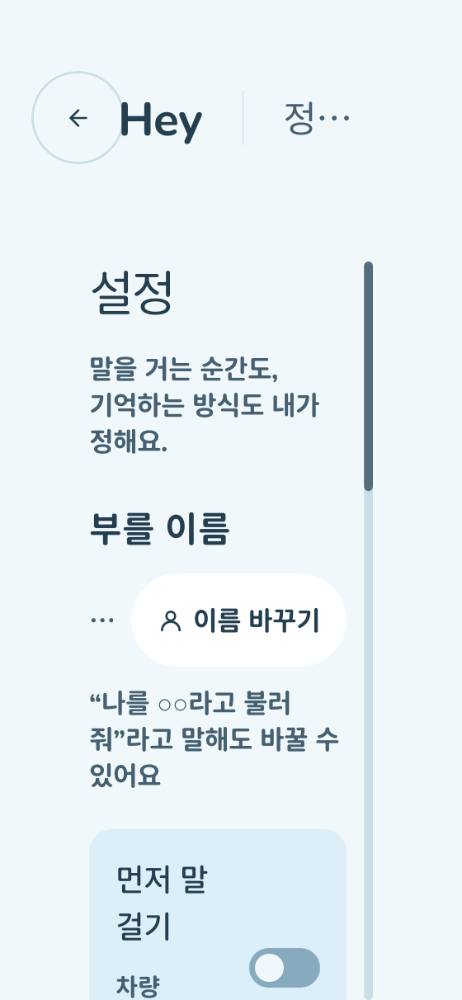 Hey
정…
설정
말을 거는 순간도,
기억하는 방식도 내가
정해요.
부를 이름
…
이름 바꾸기
“나를 ○○라고 불러
줘”라고 말해도 바꿀 수
있어요
먼저 말
걸기
차량